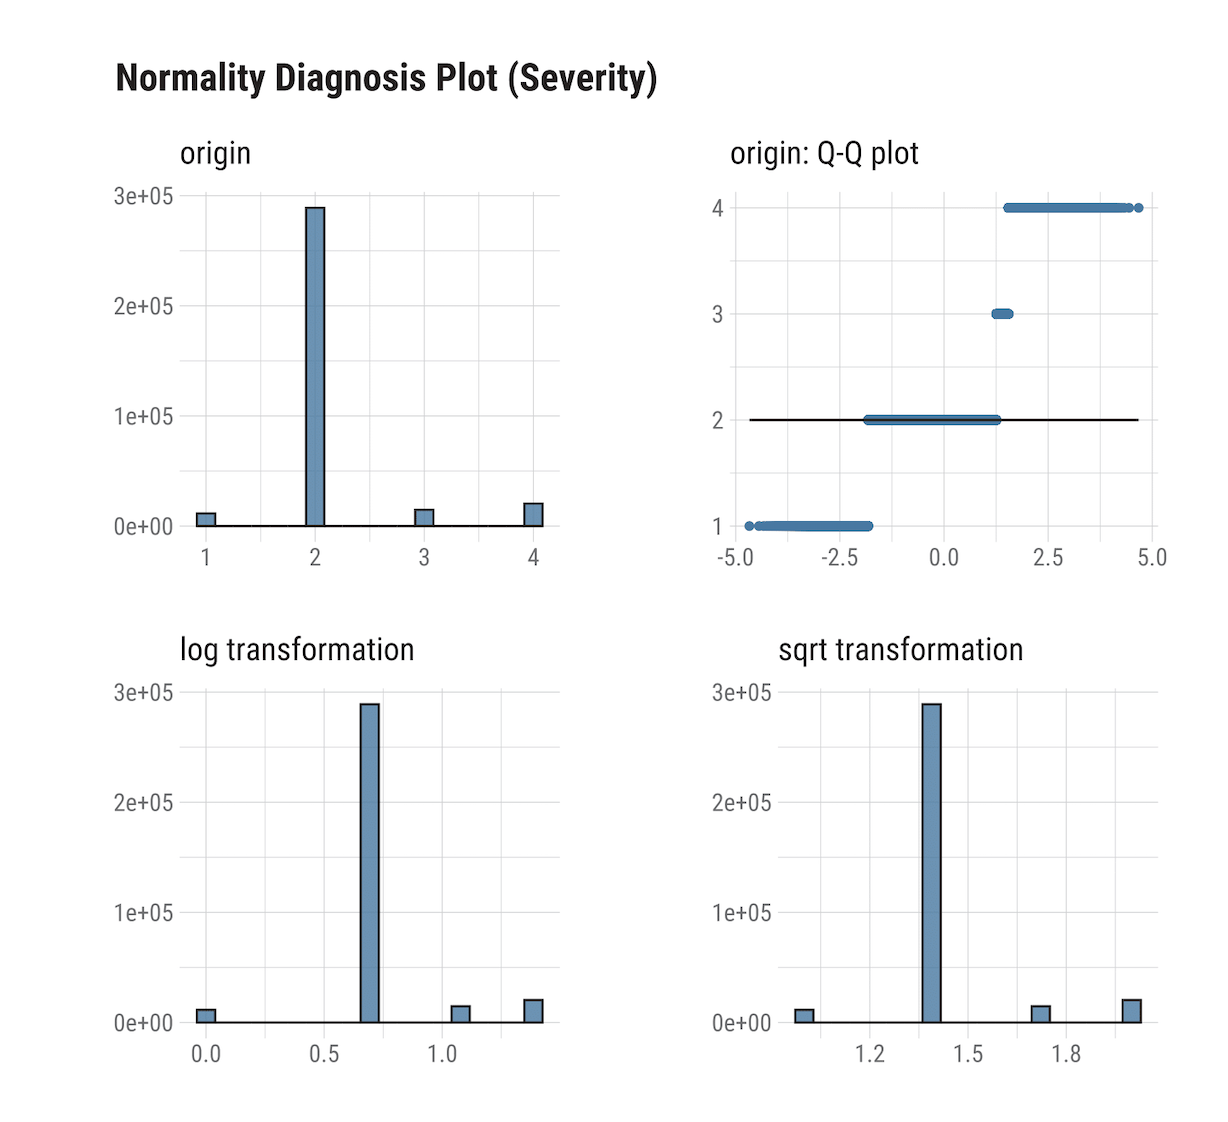 Normality Diagnosis Plot (Severity)
origin
3e+05
2e+05
1e+05
0e+00
1 2 3 4
origin: Q-Q plot
4
3
2
1
-5.0 -2.5 0.0 2.5 5.0
log transformation
3e+05
2e+05
1e+05
0e+00
0.0 0.5 1.0
sqrt transformation
3e+05
2e+05
1e+05
0e+00
1.2 1.5 1.8